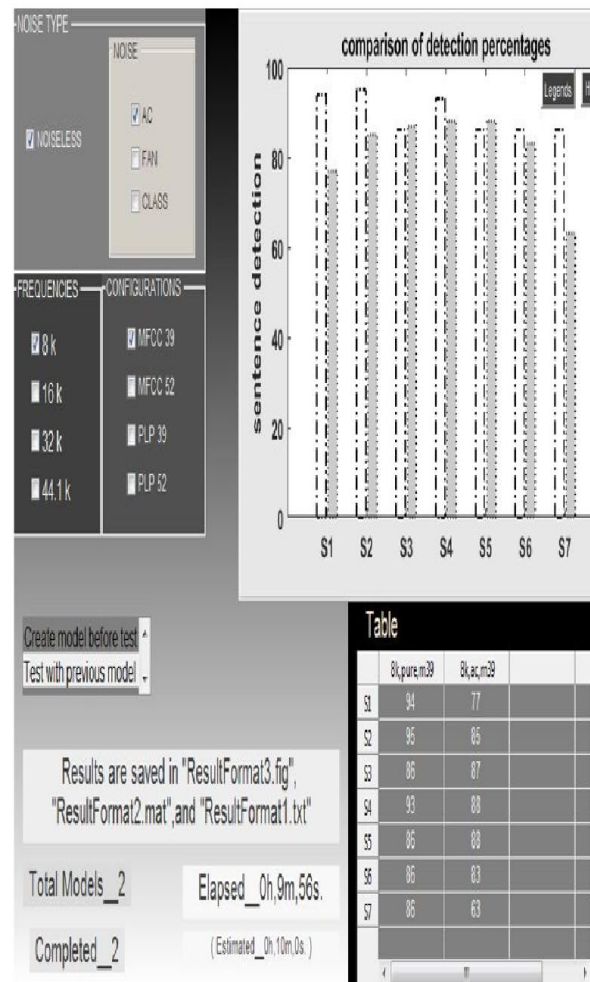 NOISE TYPE
NOISELESS
NOISE
AC
FAN
CLASS
FREQUENCIES
8 k
16 k
32 k
44.1 k
CONFIGURATIONS
MFCC 39
MFCC 52
PLP 39
PLP 52
comparison of detection percentages
Legends
sentence detection
100
80
60
40
20
0
S1 S2 S3 S4 S5 S6 S7
Create model before test
Test with previous model
Results are saved in "ResultFormat3.fig",
"ResultFormat2.mat",and "ResultFormat1.txt"
Total Models__2
Elapsed__0h,9m,56s.
Completed__2
( Estimated__0h,10m,0s. )
Table
8k,pure,m39 8k,ac,m39
S1 94 77
S2 95 85
S3 86 87
S4 93 88
S5 86 88
S6 86 83
S7 86 63